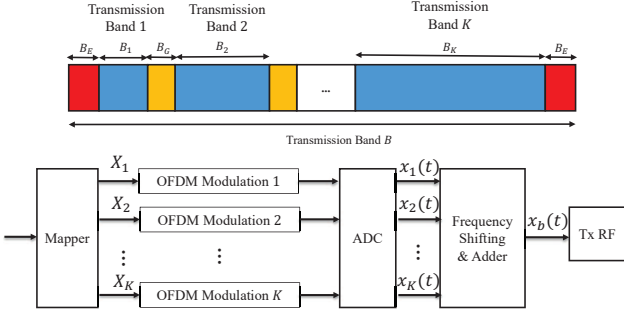 Transmission
Band 1
Transmission
Band 2
Transmission
Band K
B_E
B_1
B_G
B_2
B_K
B_E
...
Transmission Band B
X_1
OFDM Modulation 1
x_1(t)
X_2
OFDM Modulation 2
x_2(t)
Mapper
⋮
⋮
ADC
⋮
Frequency
Shifting
& Adder
x_b(t)
Tx RF
X_K
OFDM Modulation K
x_K(t)